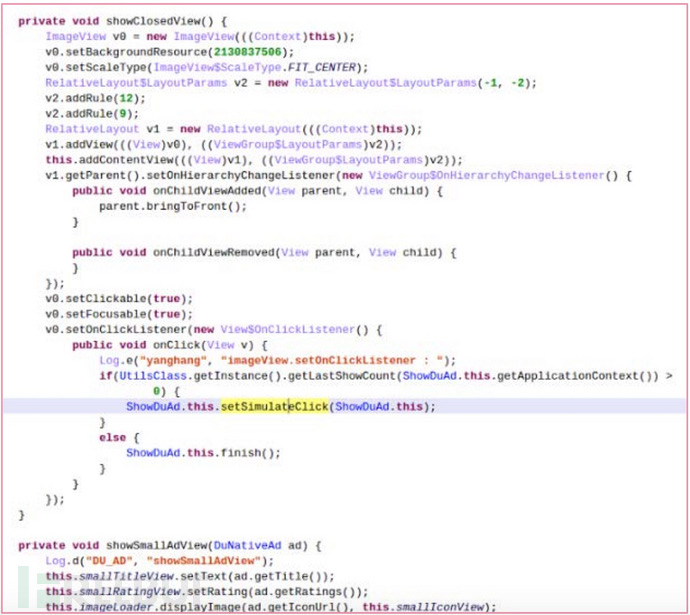 private void showClosedView() {
ImageView v0 = new ImageView(((Context)this));
v0.setBackgroundResource(2130837506);
v0.setScaleType(ImageView$ScaleType.FIT_CENTER);
RelativeLayout$LayoutParams v2 = new RelativeLayout$LayoutParams(-1, -2);
v2.addRule(12);
v2.addRule(9);
RelativeLayout v1 = new RelativeLayout(((Context)this));
v1.addView(((View)v0), ((ViewGroup$LayoutParams)v2));
this.addContentView(((View)v1), ((ViewGroup$LayoutParams)v2));
v1.getParent().setOnHierarchyChangeListener(new ViewGroup$OnHierarchyChangeListener() {
public void onChildViewAdded(View parent, View child) {
parent.bringToFront();
}
public void onChildViewRemoved(View parent, View child) {
}
});
v0.setClickable(true);
v0.setFocusable(true);
v0.setOnClickListener(new View$OnClickListener() {
public void onClick(View v) {
Log.e("yanghang", "imageView.setOnClickListener : ");
if(UtilsClass.getInstance().getLastShowCount(ShowDuAd.this.getApplicationContext()) >
0) {
ShowDuAd.this.setSimulateClick(ShowDuAd.this);
}
else {
ShowDuAd.this.finish();
}
}
});
}
private void showSmallAdView(DuNativeAd ad) {
Log.d("DU_AD", "showSmallAdView");
this.smallTitleView.setText(ad.getTitle());
this.smallRatingView.setRating(ad.getRatings());
this.imageLoader.displayImage(ad.getIconUrl(), this.smallIconView);